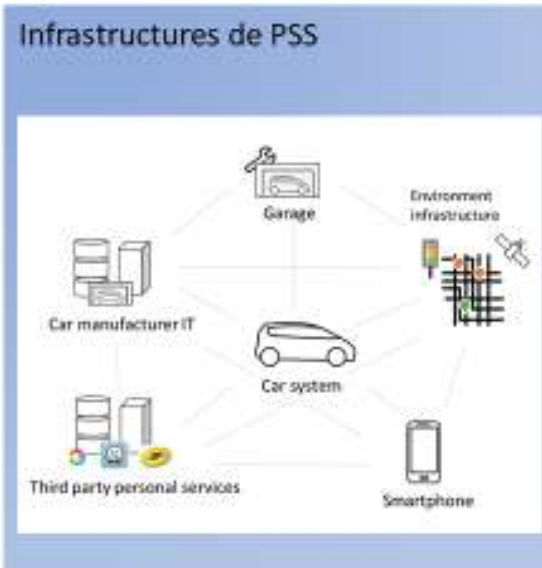 Infrastructures de PSS
Garage
Environment
infrastructure
Car manufacturer IT
Car system
Third party personal services
Smartphone